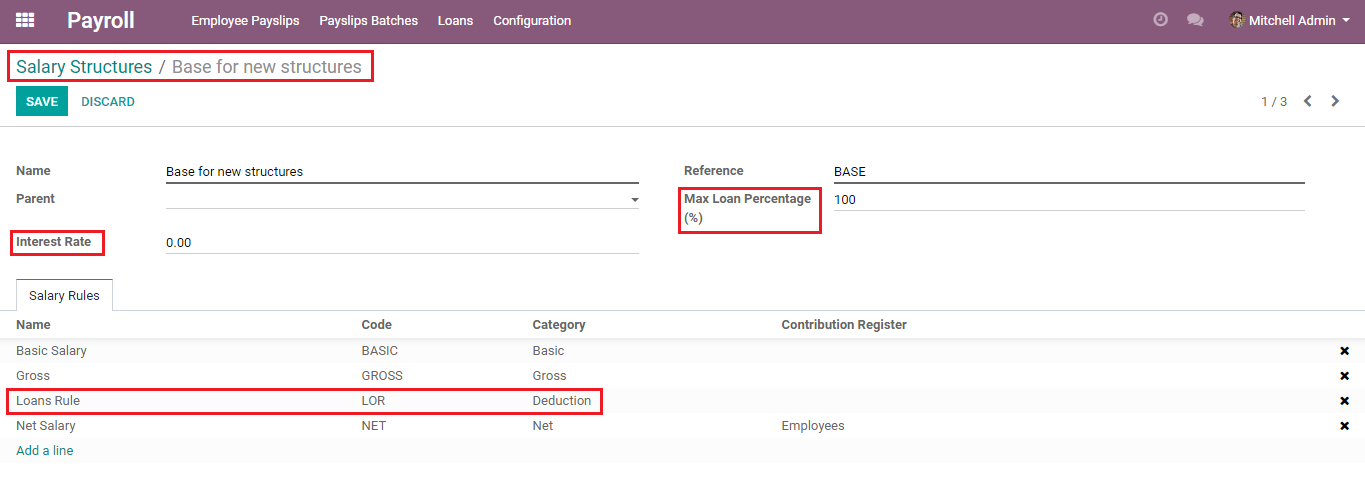 Payroll Employee Payslips Payslips Batches Loans Configuration Mitchell Admin
Salary Structures / Base for new structures
SAVE DISCARD 1 / 3
Name Base for new structures Reference BASE
Parent Max Loan Percentage 100
(%)
Interest Rate 0.00
Salary Rules
Name Code Category Contribution Register
Basic Salary BASIC Basic
Gross GROSS Gross
Loans Rule LOR Deduction
Net Salary NET Net Employees
Add a line